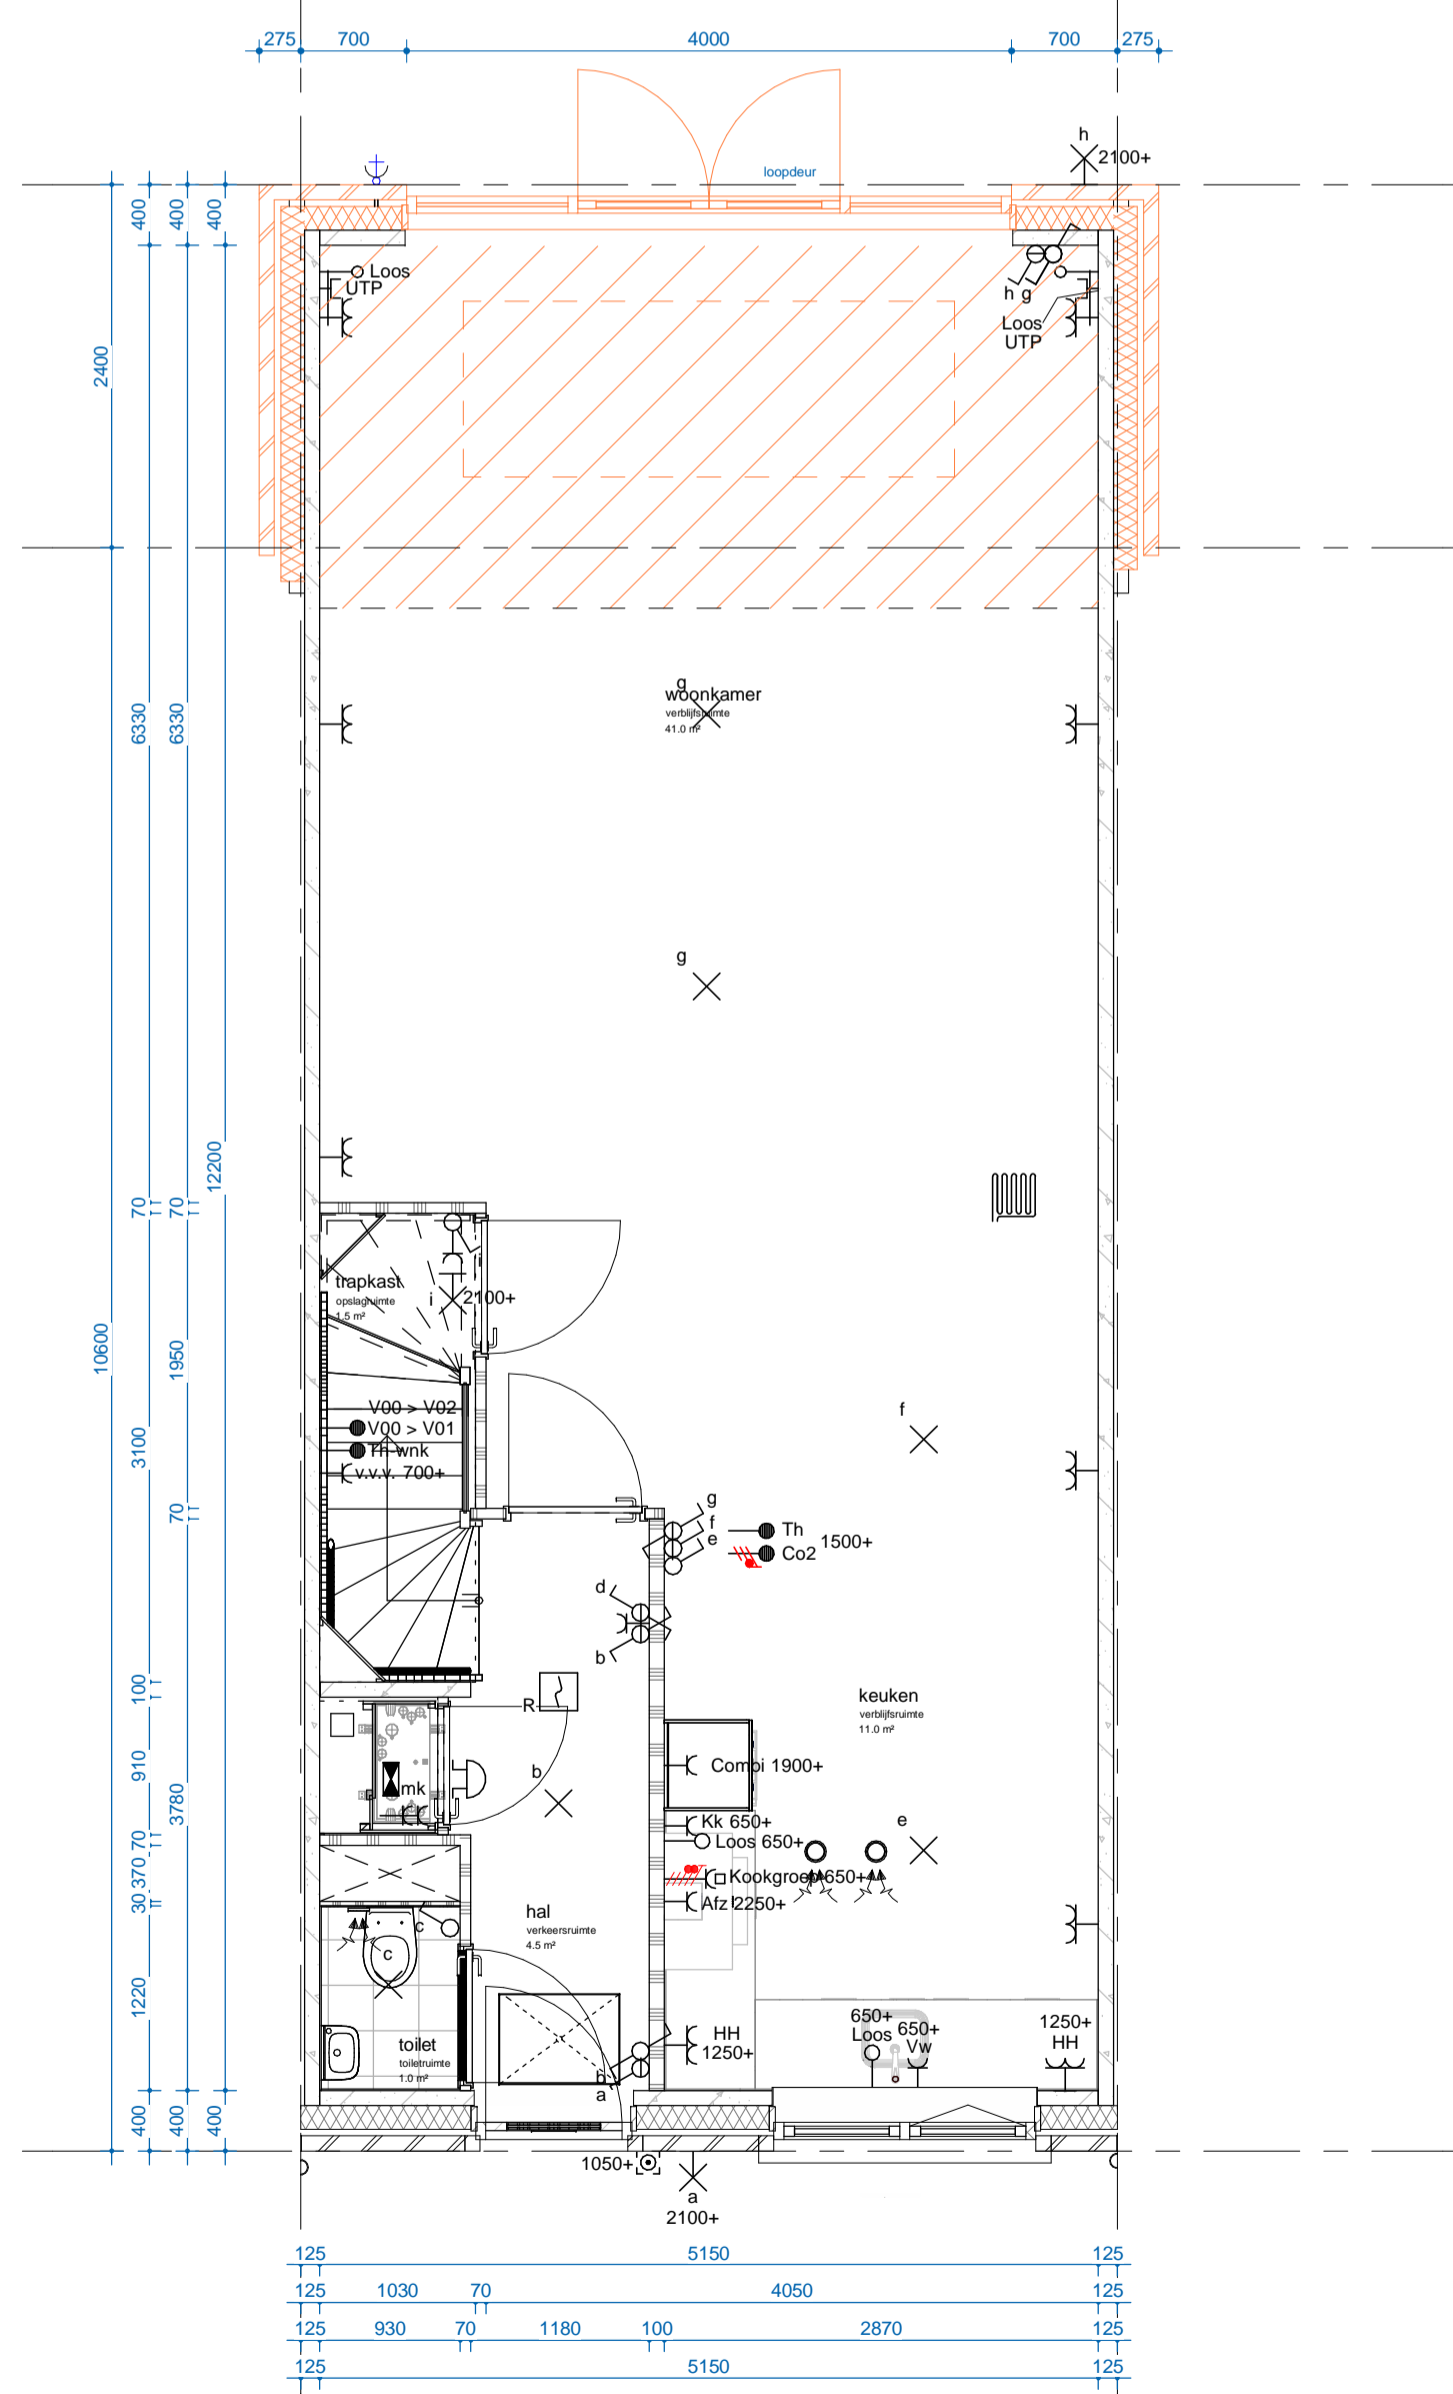 275 700 4000 700 275
h
2100+
loopdeur
400 400 400
Loos
UTP
h g
Loos
UTP
2400
g
woonkamer
verblijfsruimte
41.0 m²
6330 6330
g
12200
70 70
trapkast
opslagruimte
1.5 m²
i
2100+
10600
1950
3100
V00 > V02
V00 > V01
Th wnk
v.v.v. 700+
f
70
g
f
e
Th
Co2
1500+
d
b
100
R
keuken
verblijfsruimte
11.0 m²
910
3780
mk
b
Combi 1900+
Kk 650+
Loos 650+
e
70
370
30
Kookgroep 650+
Afz 2250+
c
c
hal
verkeersruimte
4.5 m²
1220
toilet
toiletruimte
1.0 m²
HH
1250+
650+
Loos
650+
Vw
1250+
HH
b
a
400 400 400
1050+
a
2100+
125 5150 125
125 1030 70 4050 125
125 930 70 1180 100 2870 125
125 5150 125